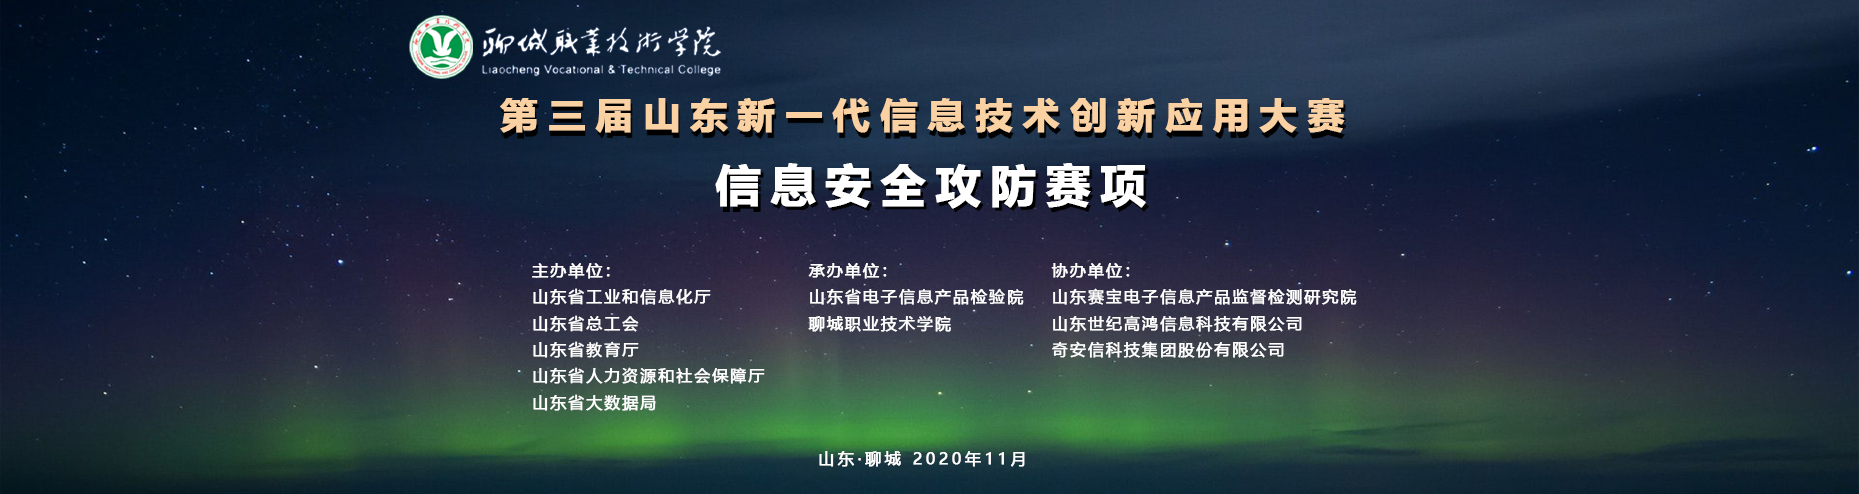 聊城职业技术学院
Liaocheng Vocational & Technical College
第三届山东新一代信息技术创新应用大赛
信息安全攻防赛项
主办单位：
山东省工业和信息化厅
山东省总工会
山东省教育厅
山东省人力资源和社会保障厅
山东省大数据局
承办单位：
山东省电子信息产品检验院
聊城职业技术学院
协办单位：
山东赛宝电子信息产品监督检测研究院
山东世纪高鸿信息科技有限公司
奇安信科技集团股份有限公司
山东·聊城 2020年11月